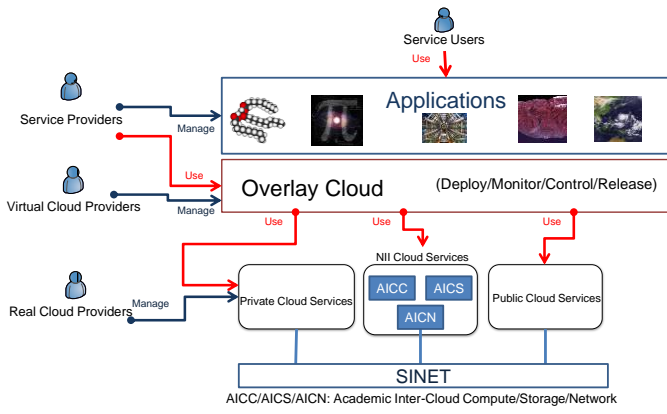 Service Users
Use
Applications
Service Providers
Manage
Use
Overlay Cloud
(Deploy/Monitor/Control/Release)
Virtual Cloud Providers
Manage
Use
Use
Use
NII Cloud Services
AICC
AICS
AICN
Private Cloud Services
Public Cloud Services
Real Cloud Providers
Manage
SINET
AICC/AICS/AICN: Academic Inter-Cloud Compute/Storage/Network